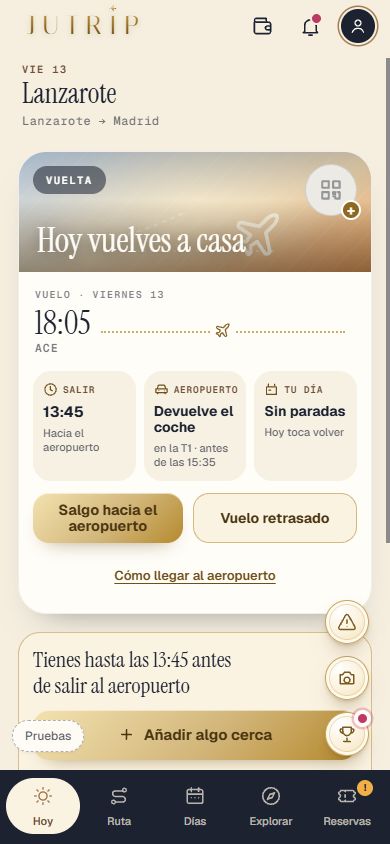 JUTRIP
VIE 13
Lanzarote
Lanzarote → Madrid
VUELTA
Hoy vuelves a casa
VUELO · VIERNES 13
18:05
ACE
SALIR
13:45
Hacia el
aeropuerto
AEROPUERTO
Devuelve el
coche
en la T1 · antes
de las 15:35
TU DÍA
Sin paradas
Hoy toca volver
Salgo hacia el
aeropuerto
Vuelo retrasado
Cómo llegar al aeropuerto
Tienes hasta las 13:45 antes
de salir al aeropuerto
Pruebas
+ Añadir algo cerca
Hoy
Ruta
Días
Explorar
!
Reservas